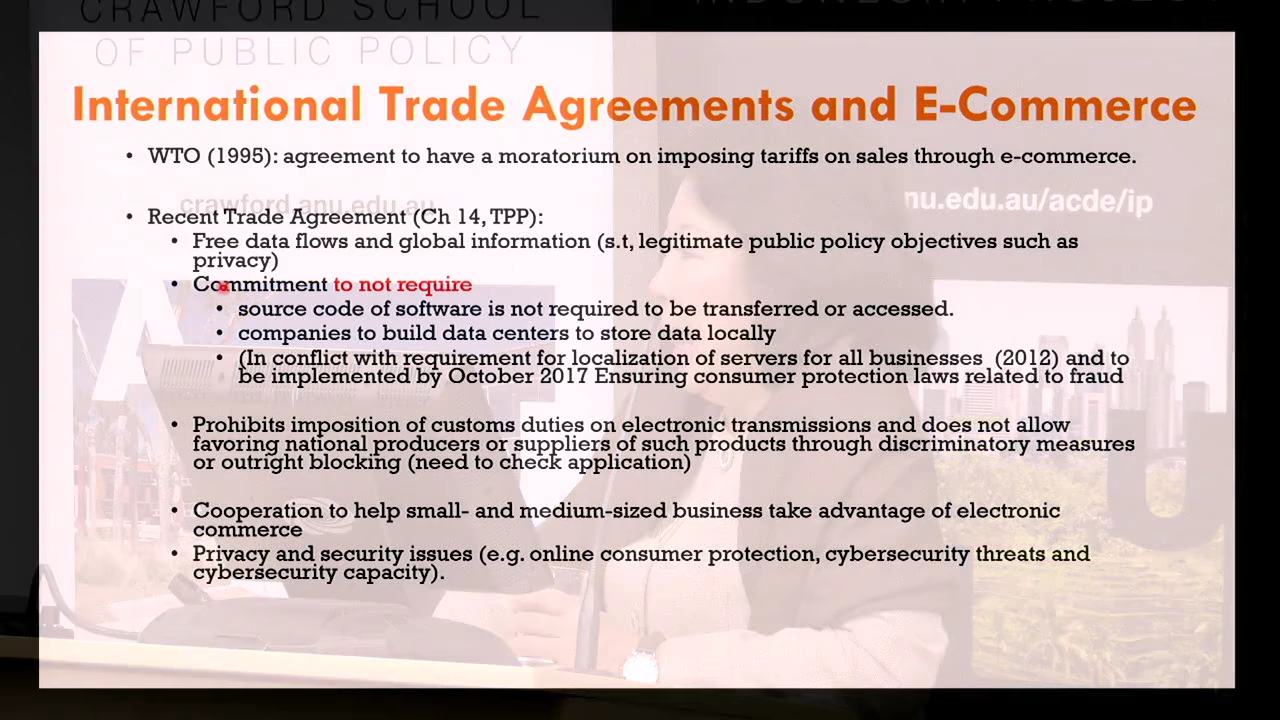 CRAWFORD SCHOOL
OF PUBLIC POLICY
International Trade Agreements and E-Commerce
• WTO (1995): agreement to have a moratorium on imposing tariffs on sales through e-commerce.
crawford.anu.edu.au
nu.edu.au/acde/ip
• Recent Trade Agreement (Ch 14, TPP):
• Free data flows and global information (s.t, legitimate public policy objectives such as
privacy)
• Commitment to not require
• source code of software is not required to be transferred or accessed.
• companies to build data centers to store data locally
• (In conflict with requirement for localization of servers for all businesses (2012) and to
be implemented by October 2017 Ensuring consumer protection laws related to fraud
• Prohibits imposition of customs duties on electronic transmissions and does not allow
favoring national producers or suppliers of such products through discriminatory measures
or outright blocking (need to check application)
• Cooperation to help small- and medium-sized business take advantage of electronic
commerce
• Privacy and security issues (e.g. online consumer protection, cybersecurity threats and
cybersecurity capacity).